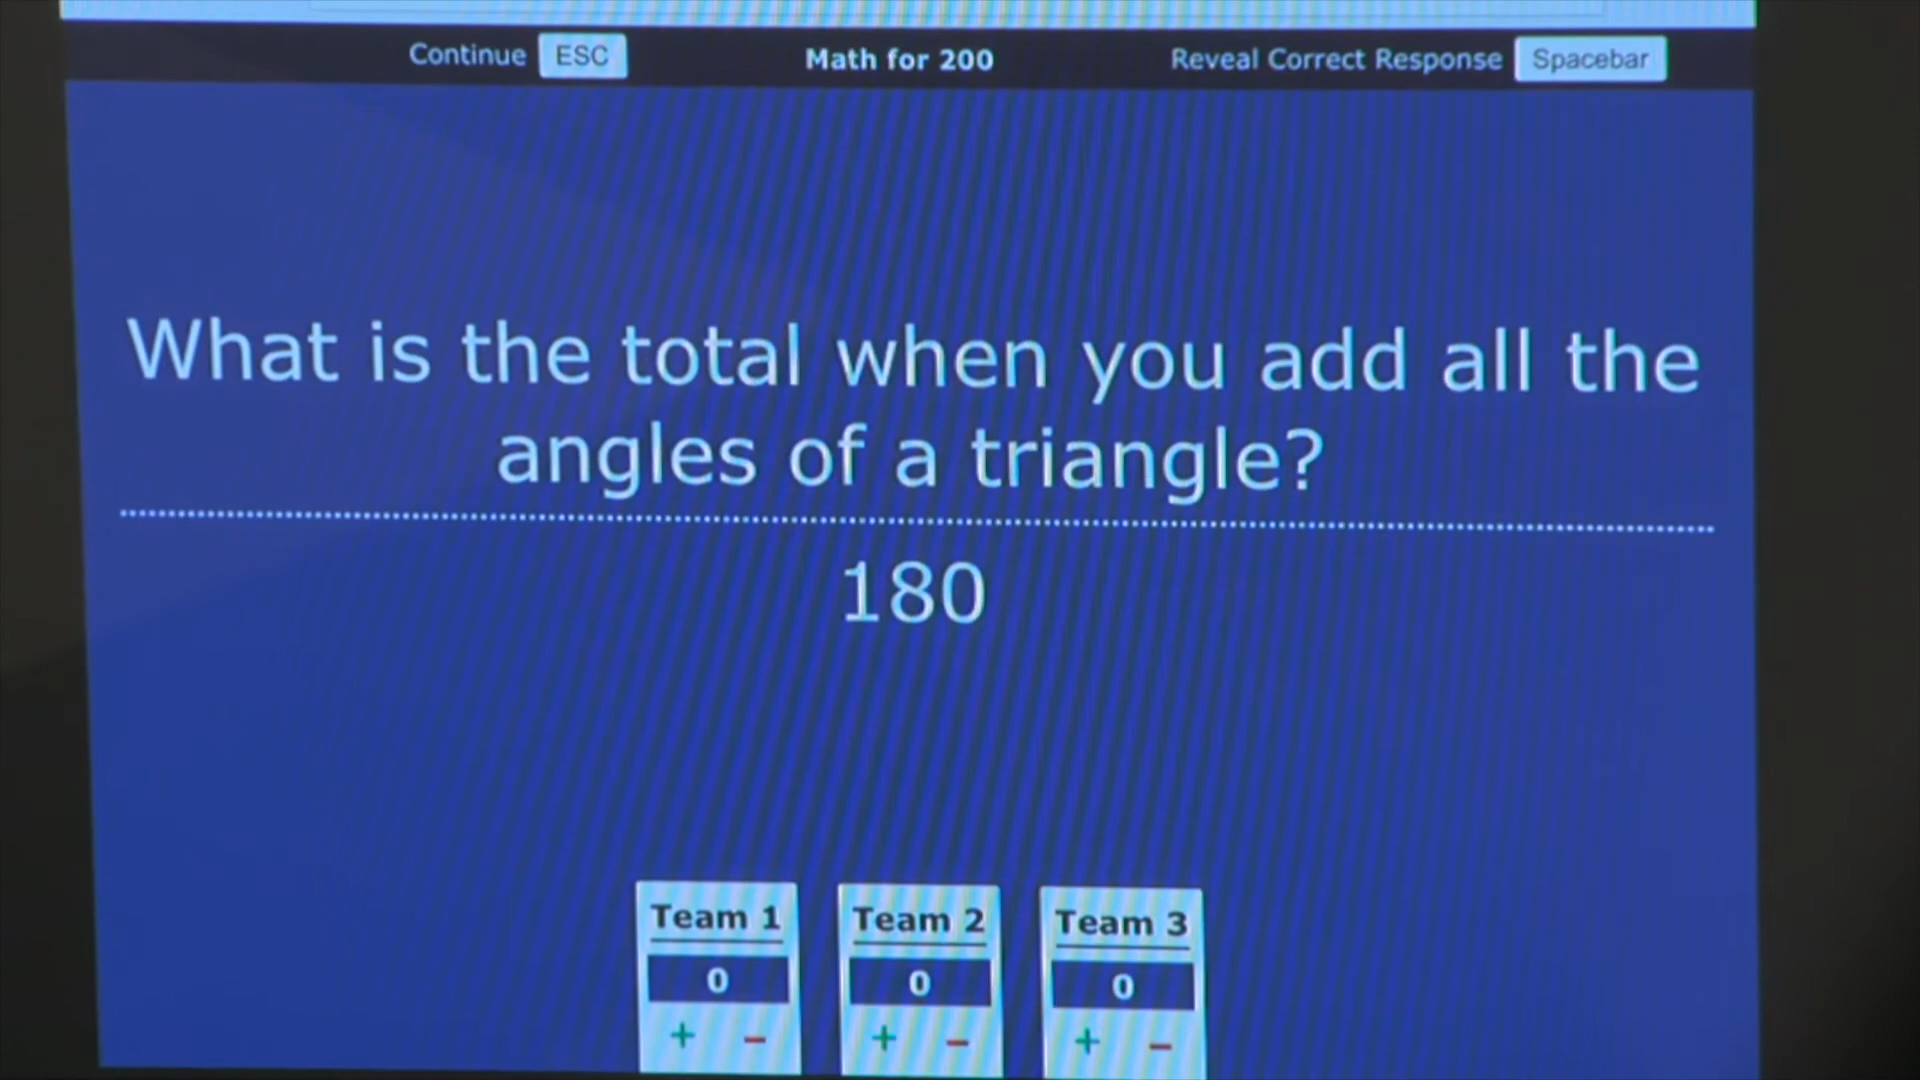 Continue ESC Math for 200 Reveal Correct Response Spacebar
What is the total when you add all the
angles of a triangle?
180
Team 1 Team 2 Team 3
0 0 0
+ - + - + -